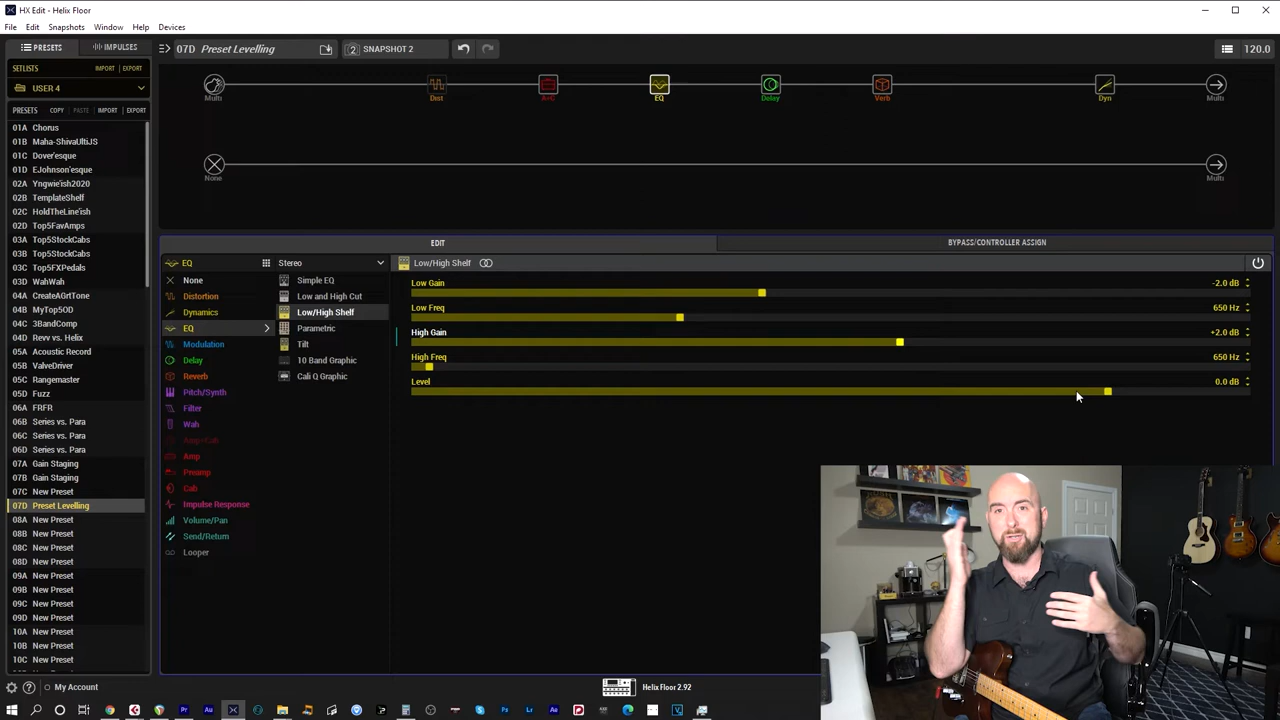 HX Edit - Helix Floor
File Edit Snapshots Window Help Devices
PRESETS IMPULSES
07D Preset Levelling
2 SNAPSHOT 2
120.0
SETLISTS IMPORT EXPORT
USER 4
PRESETS COPY PASTE IMPORT EXPORT
01A Chorus
01B Maha-ShivaUltiJS
01C Dover'esque
01D EJohnson'esque
02A Yngwie'ish2020
02B TemplateShelf
02C HoldTheLine'ish
02D Top5FavAmps
03A Top5StockCabs
03B Top5StockCabs
03C Top5FXPedals
03D WahWah
04A CreateAGrtTone
04B MyTop5OD
04C 3BandComp
04D Revv vs. Helix
05A Acoustic Record
05B ValveDriver
05C Rangemaster
05D Fuzz
06A FRFR
06B Series vs. Para
06C Series vs. Para
06D Series vs. Para
07A Gain Staging
07B Gain Staging
07C New Preset
07D Preset Levelling
08A New Preset
08B New Preset
08C New Preset
08D New Preset
09A New Preset
09B New Preset
09C New Preset
09D New Preset
10A New Preset
10B New Preset
10C New Preset
My Account
Multi Dist A+C EQ Delay Verb Dyn Multi
None Multi
EDIT BYPASS/CONTROLLER ASSIGN
EQ
None
Distortion
Dynamics
EQ
Modulation
Delay
Reverb
Pitch/Synth
Filter
Wah
Amp+Cab
Amp
Preamp
Cab
Impulse Response
Volume/Pan
Send/Return
Looper
Stereo
Simple EQ
Low and High Cut
Low/High Shelf
Parametric
Tilt
10 Band Graphic
Cali Q Graphic
Low/High Shelf
Low Gain -2.0 dB
Low Freq 650 Hz
High Gain +2.0 dB
High Freq 650 Hz
Level 0.0 dB
Helix Floor 2.92